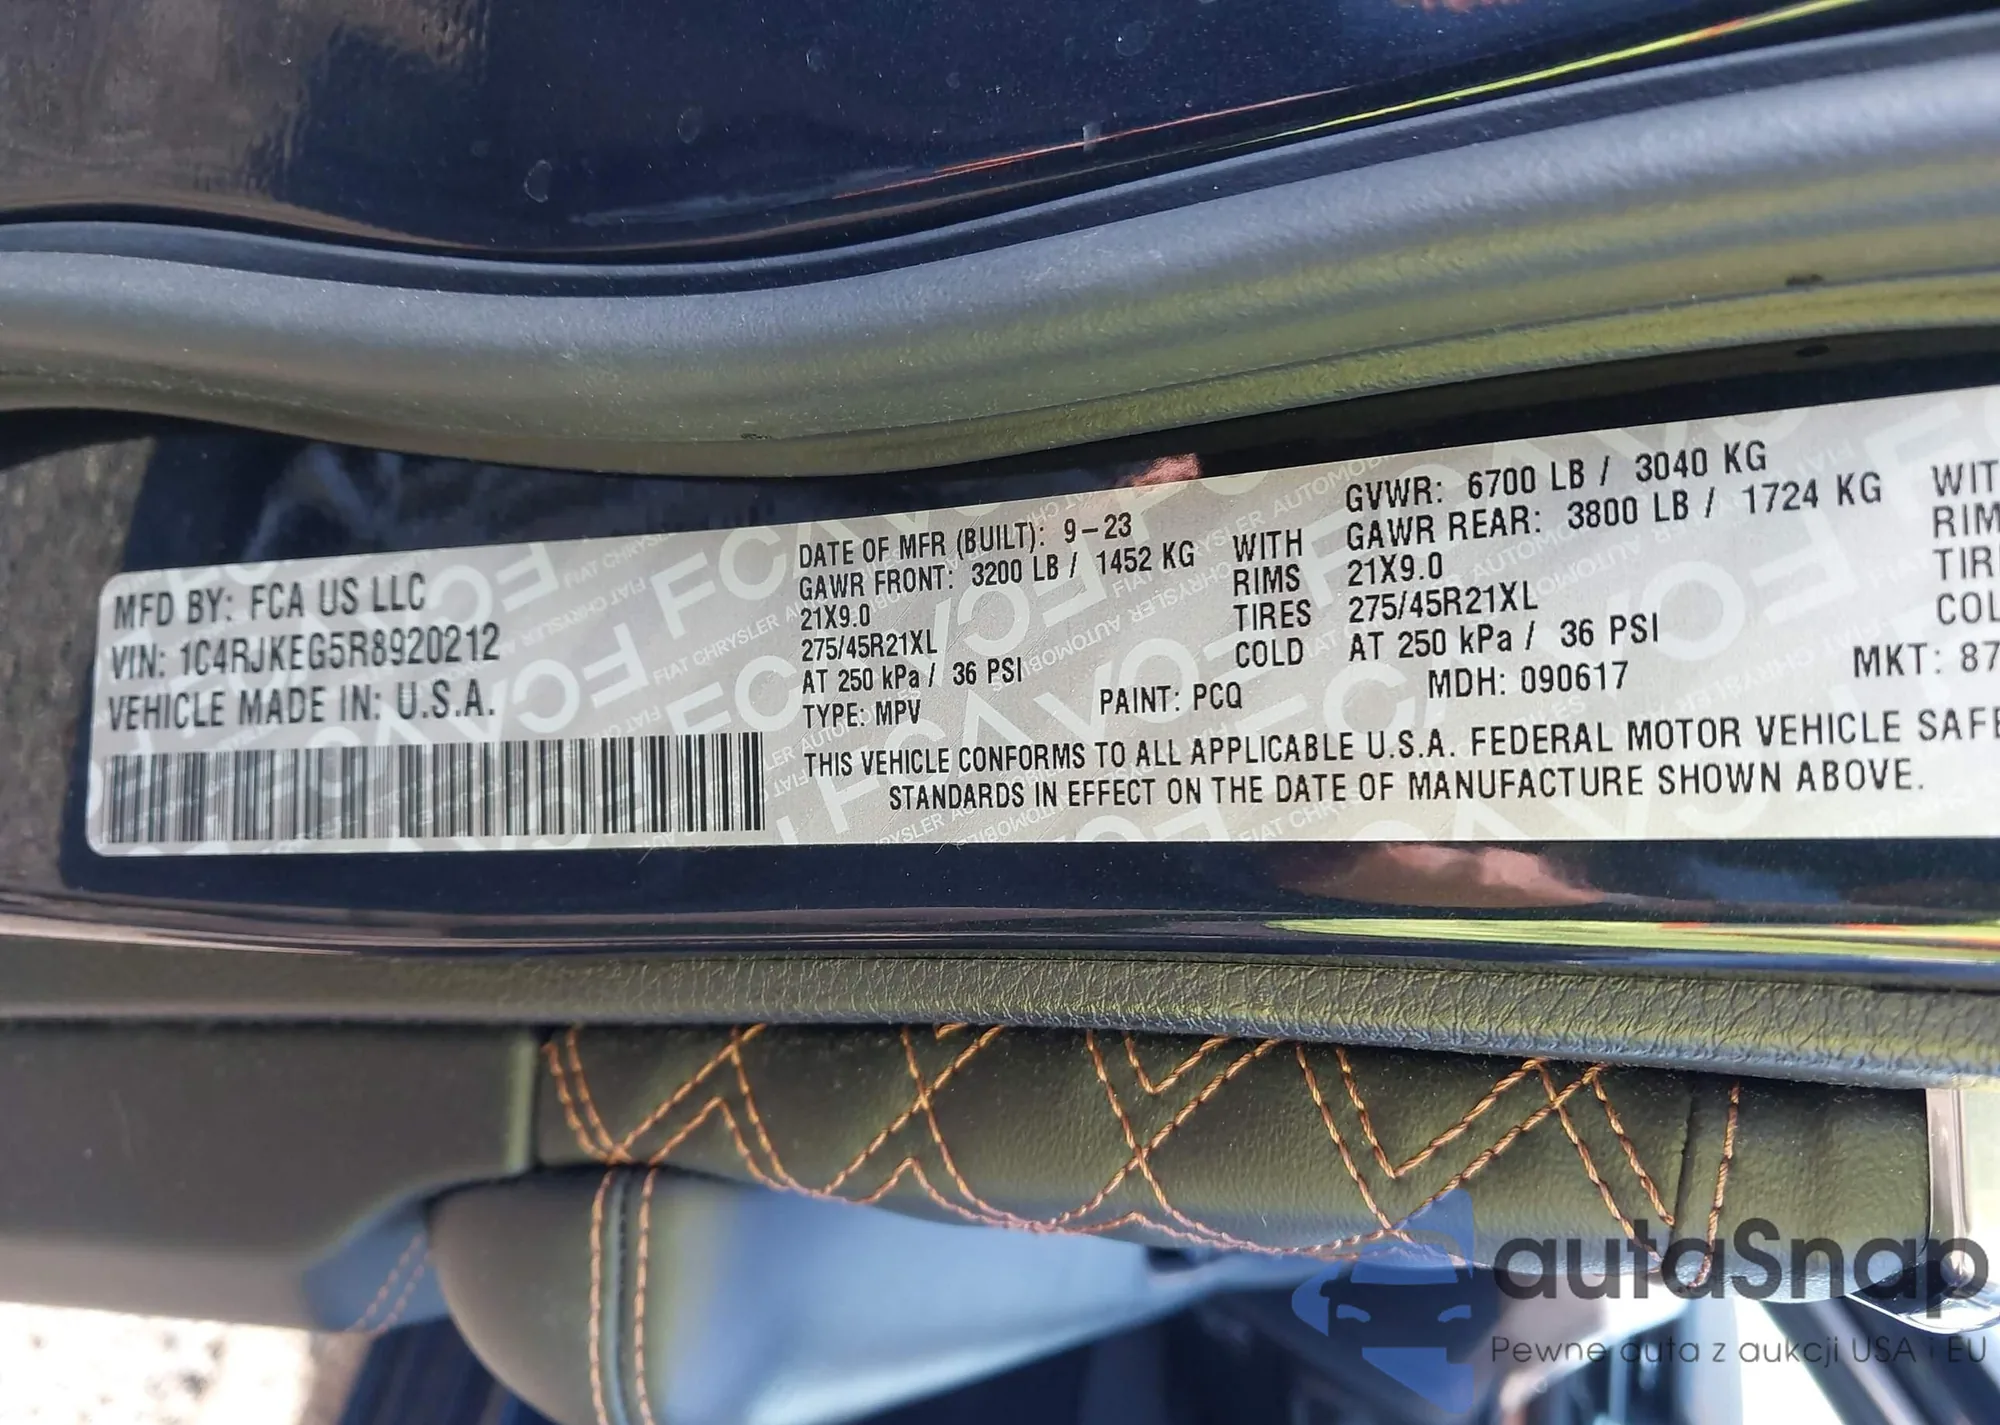 MFD BY: FCA US LLC
VIN: 1C4RJKEG5R8920212
VEHICLE MADE IN: U.S.A.
DATE OF MFR (BUILT): 9-23
GAWR FRONT: 3200 LB / 1452 KG
21X9.0
275/45R21XL
AT 250 kPa / 36 PSI
TYPE: MPV
WITH
RIMS
TIRES
COLD
GVWR: 6700 LB / 3040 KG
GAWR REAR: 3800 LB / 1724 KG
21X9.0
275/45R21XL
AT 250 kPa / 36 PSI
PAINT: PCQ
MDH: 090617
MKT: 87
WIT
RIM
TIR
COL
THIS VEHICLE CONFORMS TO ALL APPLICABLE U.S.A. FEDERAL MOTOR VEHICLE SAFE
STANDARDS IN EFFECT ON THE DATE OF MANUFACTURE SHOWN ABOVE.
autaSnap
Pewne auta z aukcji USA i EU